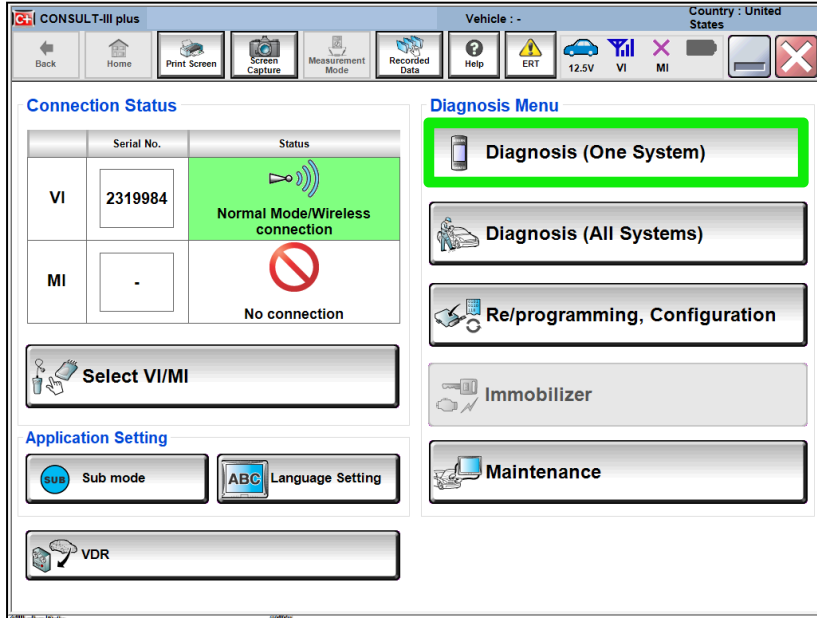 C+ CONSULT-III plus
Vehicle : -
Country : United
States
Back
Home
Print Screen
Screen
Capture
Measurement
Mode
Recorded
Data
Help
ERT
12.5V
VI
MI
Connection Status
Serial No.
Status
VI
2319984
Normal Mode/Wireless
connection
MI
-
No connection
Select VI/MI
Application Setting
SUB
Sub mode
ABC
Language Setting
VDR
Diagnosis Menu
Diagnosis (One System)
Diagnosis (All Systems)
Re/programming, Configuration
Immobilizer
Maintenance